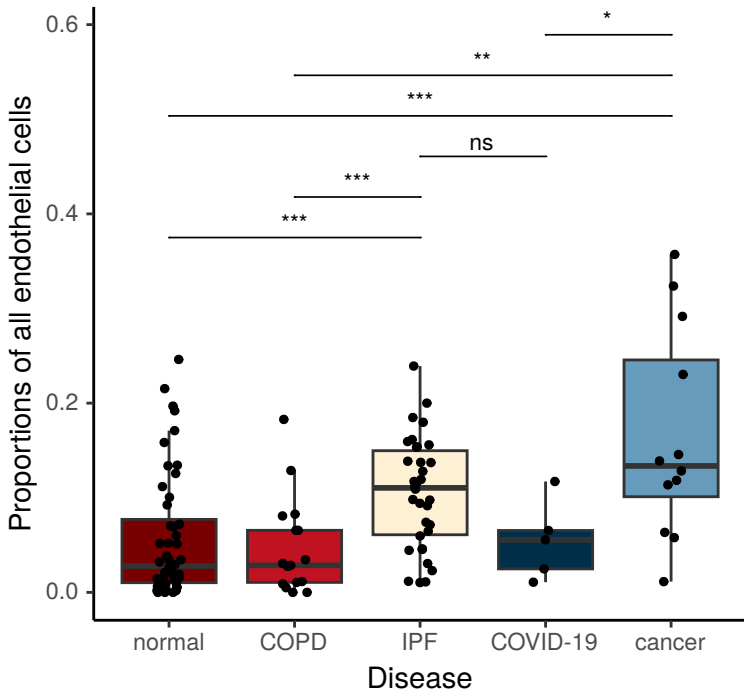 0.6
*
**
***
ns
***
0.4
***
0.2
0.0
Proportions of all endothelial cells
normal COPD IPF COVID-19 cancer
Disease